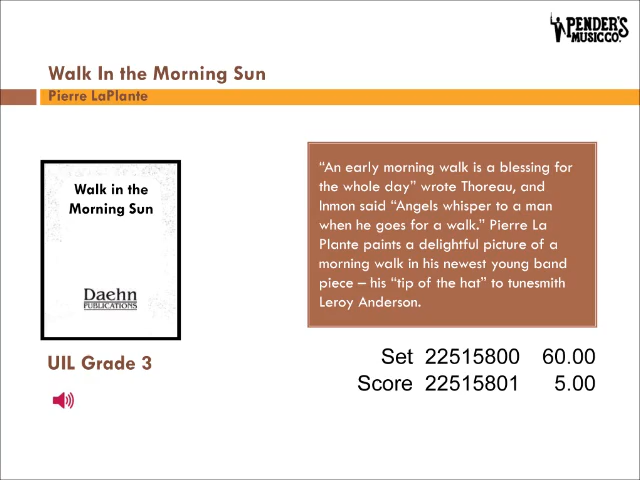 PENDER'S
MUSIC CO.
Walk In the Morning Sun
Pierre LaPlante
Walk in the
Morning Sun
Daehn
PUBLICATIONS
“An early morning walk is a blessing for
the whole day” wrote Thoreau, and
Inmon said “Angels whisper to a man
when he goes for a walk.” Pierre La
Plante paints a delightful picture of a
morning walk in his newest young band
piece – his “tip of the hat” to tunesmith
Leroy Anderson.
UIL Grade 3
Set 22515800 60.00
Score 22515801 5.00